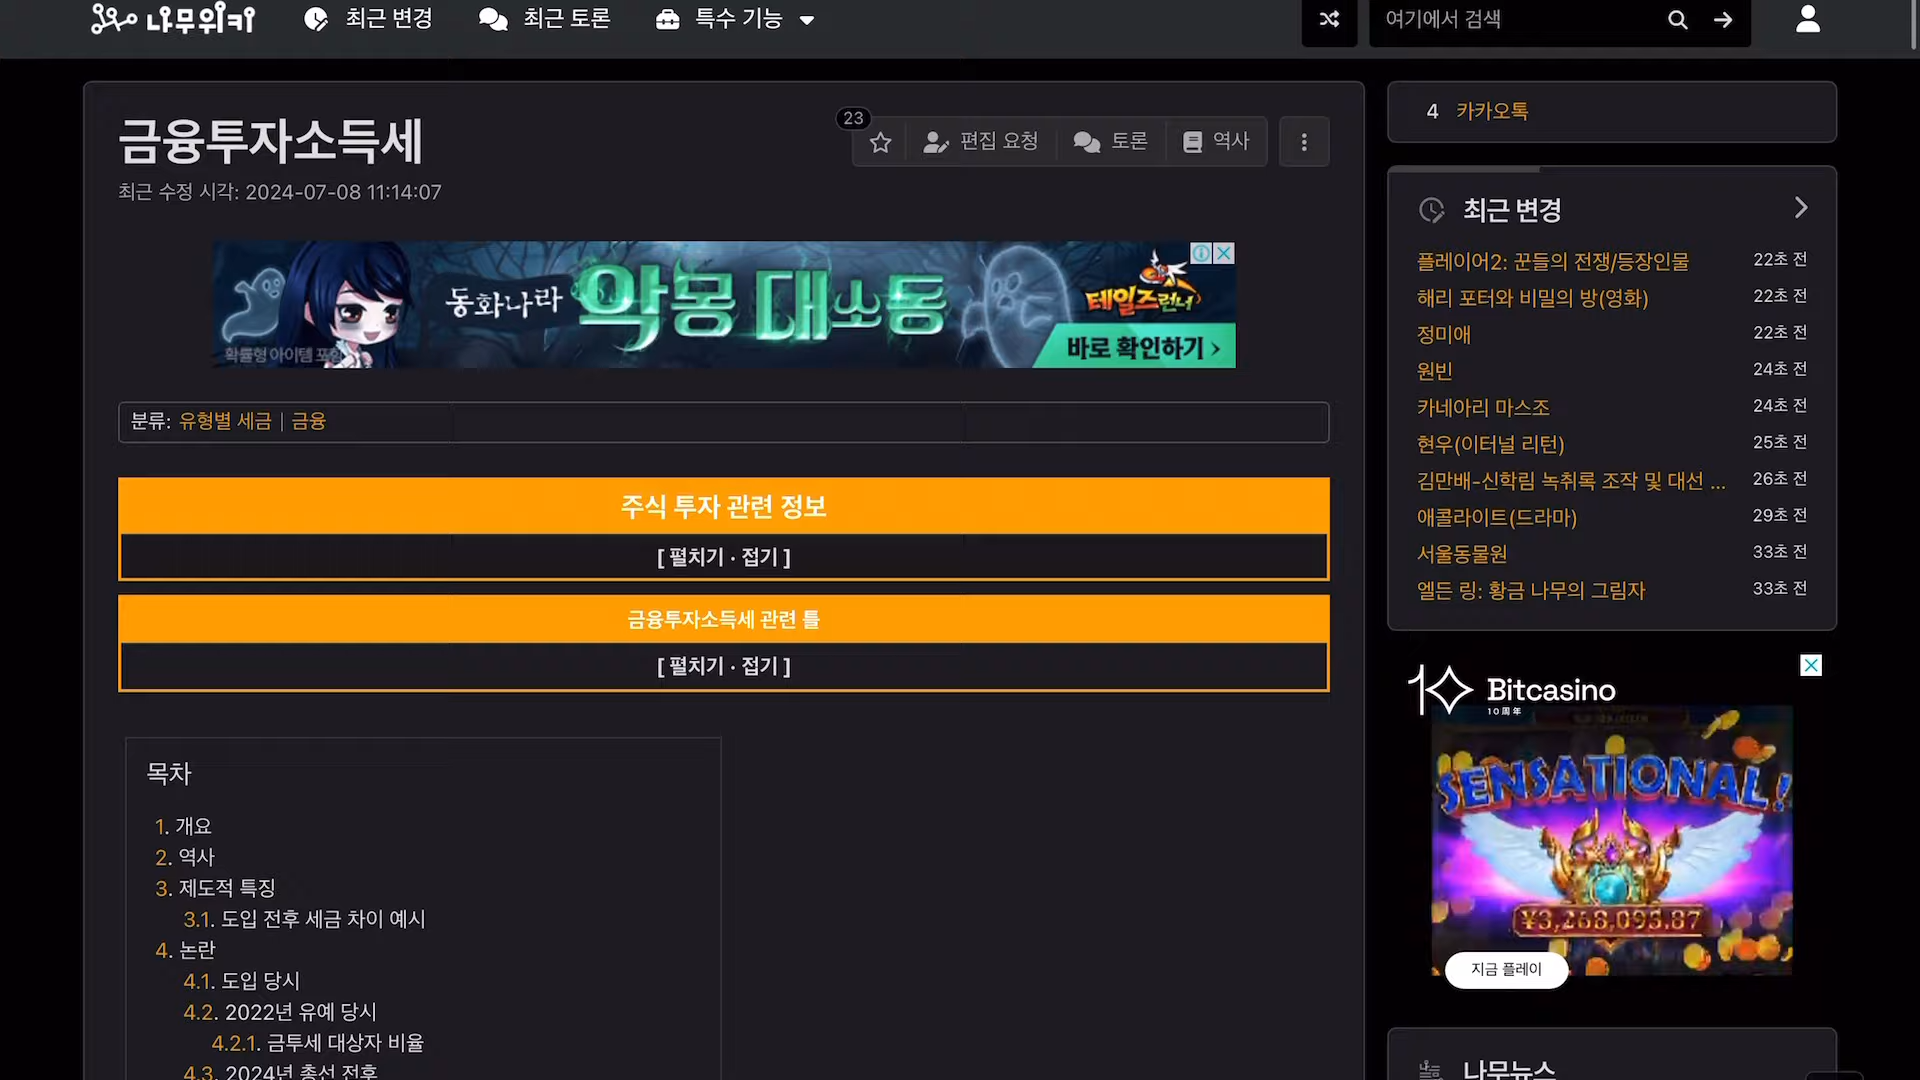 나무위키 최근 변경 최근 토론 특수 기능 여기에서 검색
금융투자소득세
23 편집 요청 토론 역사
최근 수정 시각: 2024-07-08 11:14:07
동화나라 악몽 대소동 테일즈런너
확률형 아이템 포함
바로 확인하기 >
분류: 유형별 세금 | 금융
주식 투자 관련 정보
[ 펼치기 · 접기 ]
금융투자소득세 관련 틀
[ 펼치기 · 접기 ]
목차
1. 개요
2. 역사
3. 제도적 특징
3.1. 도입 전후 세금 차이 예시
4. 논란
4.1. 도입 당시
4.2. 2022년 유예 당시
4.2.1. 금투세 대상자 비율
4.3. 2024년 총선 전후
4 카카오톡
최근 변경
플레이어2: 꾼들의 전쟁/등장인물 22초 전
해리 포터와 비밀의 방(영화) 22초 전
정미애 22초 전
원빈 24초 전
카네아리 마스조 24초 전
현우(이터널 리턴) 25초 전
김만배-신학림 녹취록 조작 및 대선 ... 26초 전
애콜라이트(드라마) 29초 전
서울동물원 33초 전
엘든 링: 황금 나무의 그림자 33초 전
Bitcasino
10周年
SENSATIONAL!
¥3,268,095.87
지금 플레이
나무뉴스